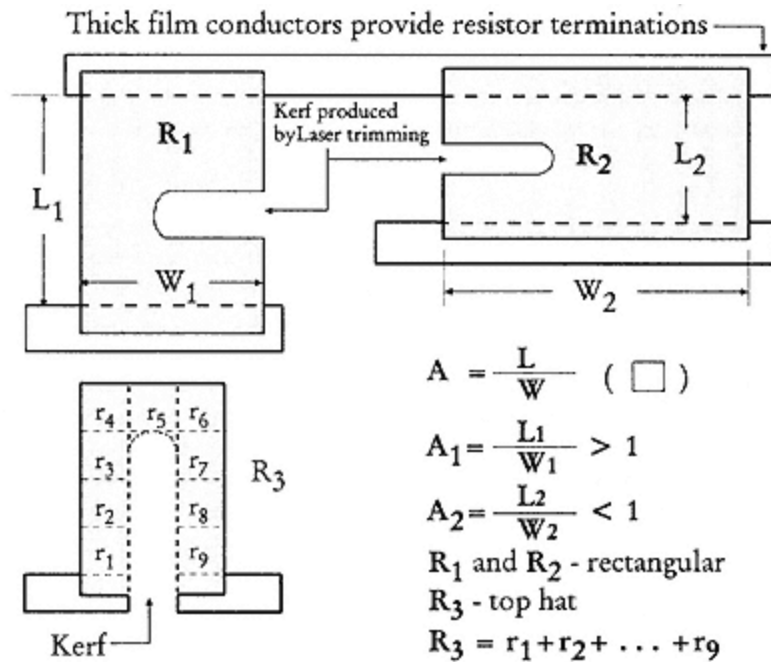 Thick film conductors provide resistor terminations
Kerf produced
byLaser trimming
R1
R2
L1
L2
W1
W2
A = L/W ( □ )
A1= L1/W1 > 1
A2= L2/W2 < 1
R1 and R2 - rectangular
R3 - top hat
R3 = r1+r2+ . . . +r9
r4 r5 r6
r3 r7
r2 r8
r1 r9
R3
Kerf